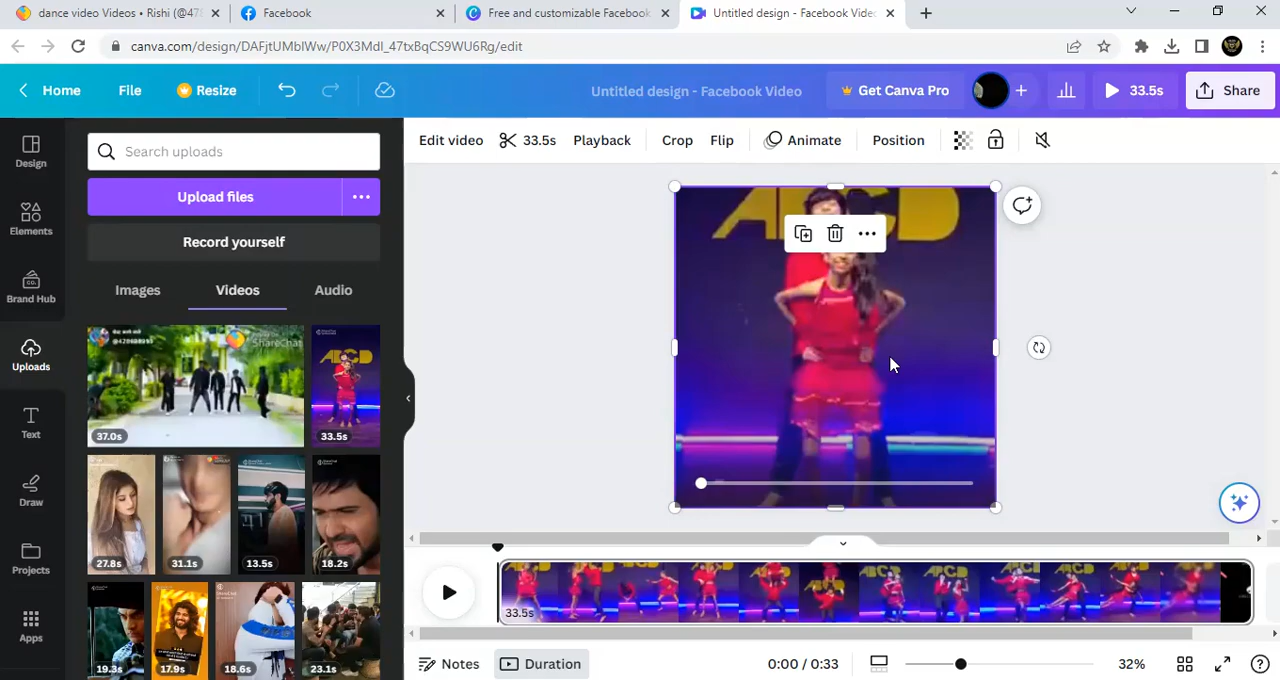 dance video Videos • Rishi (@47
Facebook
Free and customizable Facebook
Untitled design - Facebook Vide
canva.com/design/DAFjtUMbIWw/P0X3MdI_47txBqCS9WU6Rg/edit
Home
File
Resize
Untitled design - Facebook Video
Get Canva Pro
33.5s
Share
Design
Elements
Brand Hub
Uploads
Text
Draw
Projects
Apps
Search uploads
Upload files
Record yourself
Images
Videos
Audio
ShareChat
37.0s
ABCD
33.5s
27.8s
31.1s
13.5s
18.2s
19.3s
17.9s
18.6s
23.1s
Edit video
33.5s
Playback
Crop
Flip
Animate
Position
ABCD
33.5s
Notes
Duration
0:00 / 0:33
32%